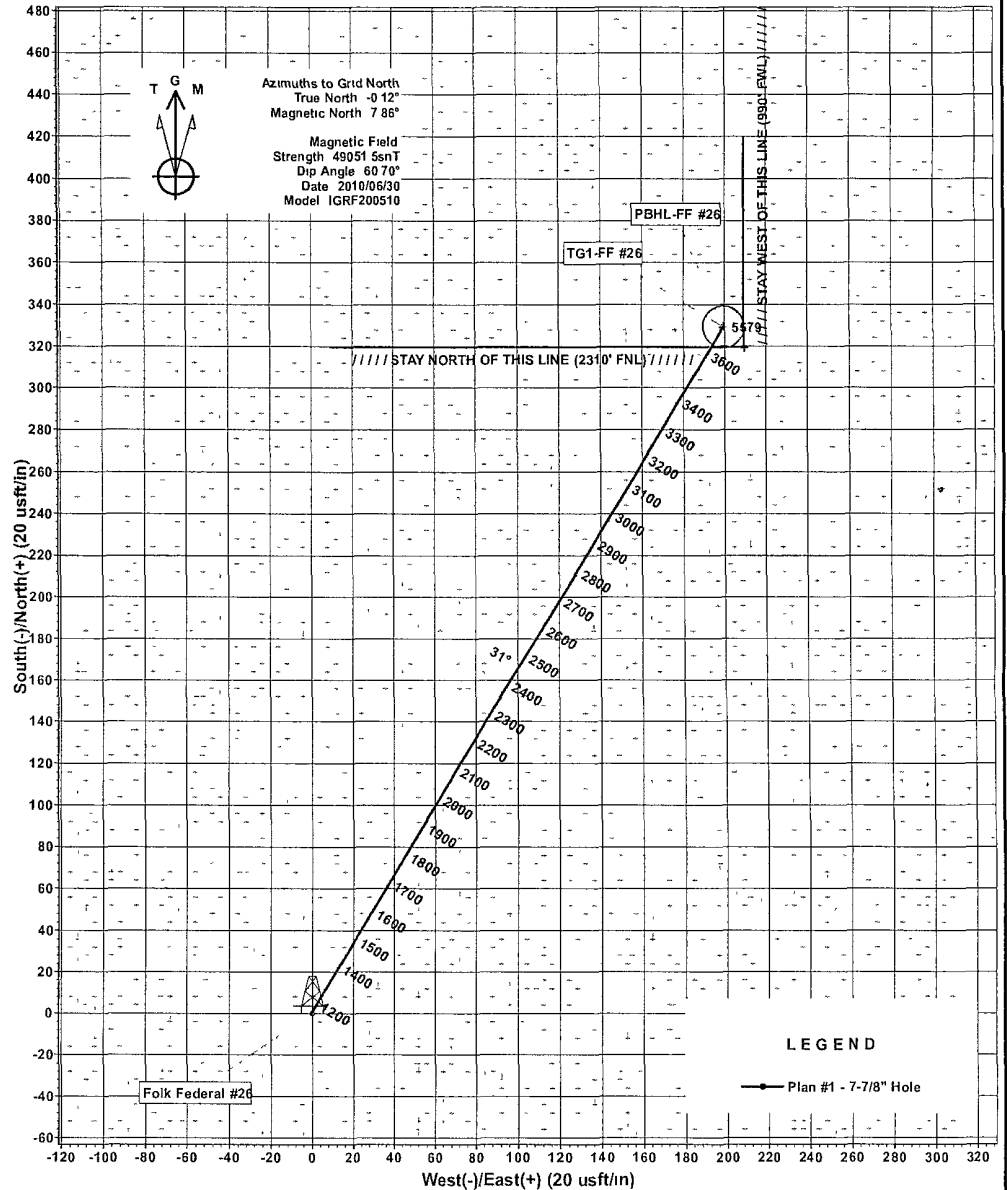 T G M
Azimuths to Grid North
True North -0 12°
Magnetic North 7 86°
Magnetic Field
Strength 49051 5snT
Dip Angle 60 70°
Date 2010/06/30
Model IGRF200510
480
460
440
420
400
380
360
340
320
300
280
260
240
220
200
180
160
140
120
100
80
60
40
20
0
-20
-40
-60
South(-)/North(+) (20 usft/in)
///// STAY WEST OF THIS LINE (990' FWL) /////
PBHL-FF #26
TG1-FF #26
5579
///// STAY NORTH OF THIS LINE (2310' FNL) //////
3600
3400
3300
3200
3100
3000
2900
2800
2700
2600
31°
2500
2400
2300
2200
2100
2000
1900
1800
1700
1600
1500
1400
1200
Folk Federal #26
LEGEND
Plan #1 - 7-7/8" Hole
-120 -100 -80 -60 -40 -20 0 20 40 60 80 100 120 140 160 180 200 220 240 260 280 300 320
West(-)/East(+) (20 usft/in)